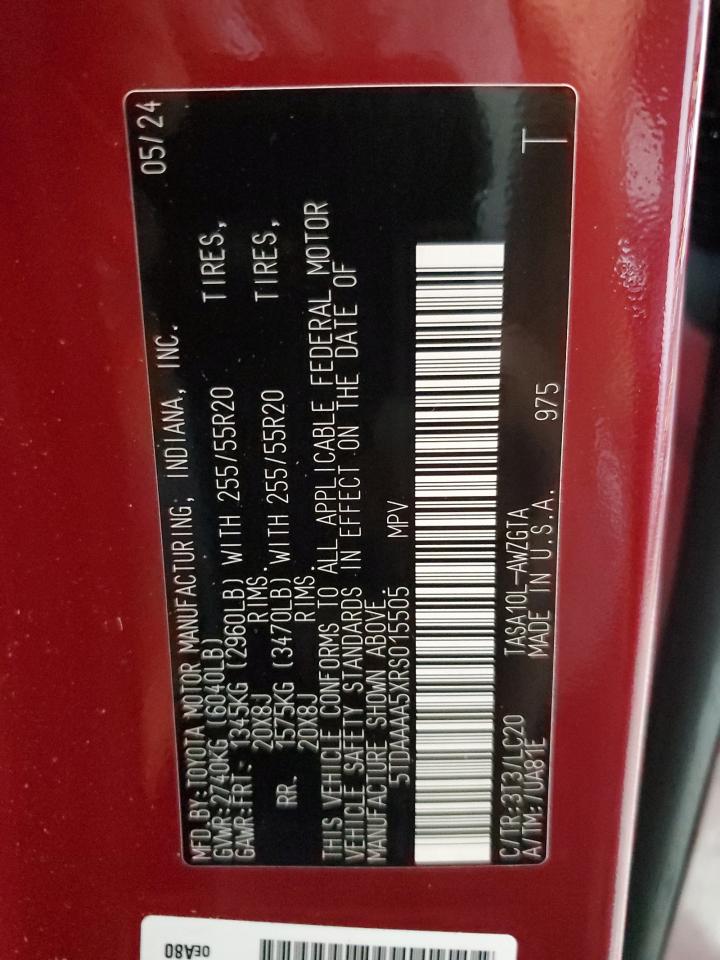 MFD.BY:TOYOTA MOTOR MANUFACTURING, INDIANA, INC. 05/24
GVWR:2740KG (6040LB)
GAWR:FRT- 1345KG (2960LB) WITH 255/55R20 TIRES,
20X8J RIMS.
RR. 1575KG (3470LB) WITH 255/55R20 TIRES,
20X8J RIMS.
THIS VEHICLE CONFORMS TO ALL APPLICABLE FEDERAL MOTOR
VEHICLE SAFETY STANDARDS IN EFFECT ON THE DATE OF
MANUFACTURE SHOWN ABOVE.
5TDAAAA5XRS015505 MPV
C/TR:3T3/LC20 TASA10L-AWZGTA T
A/TM:/UA81E MADE IN U.S.A. 975
OEA80